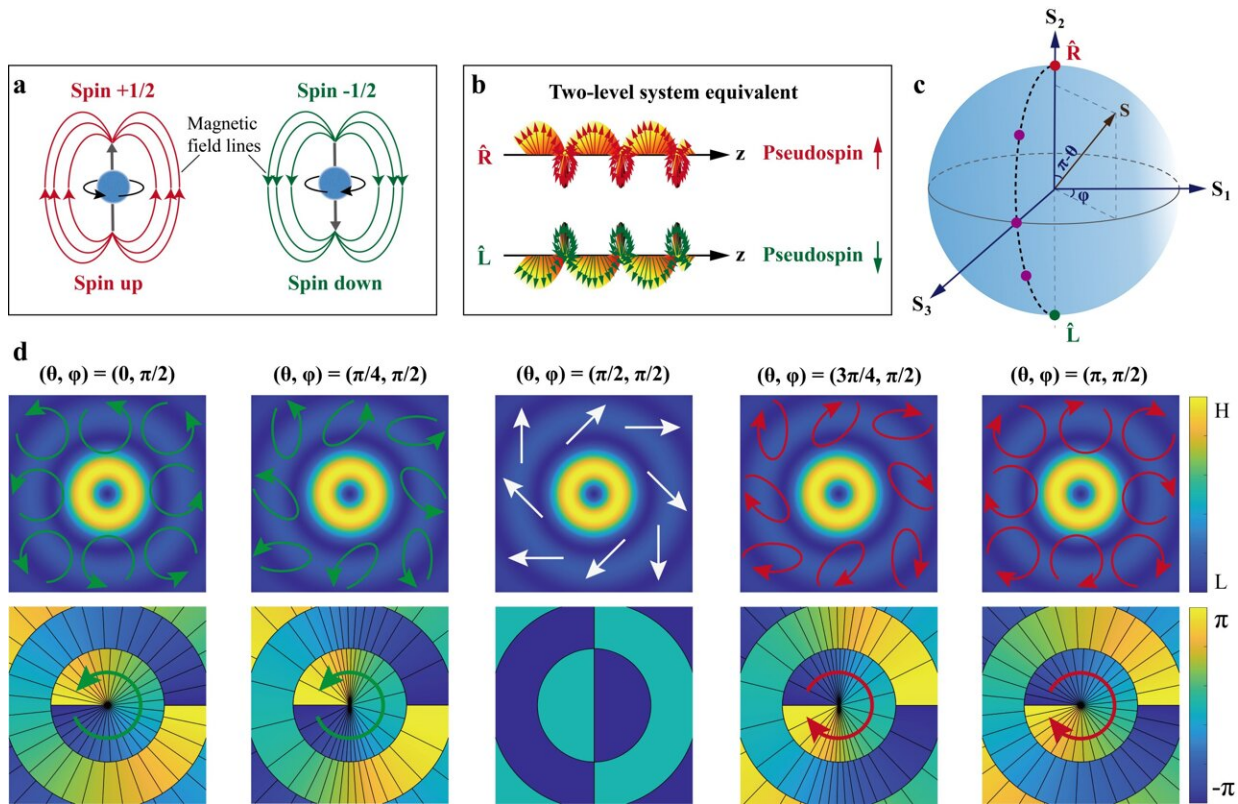 a
Spin +1/2
Spin -1/2
Magnetic
field lines
Spin up
Spin down
b
Two-level system equivalent
R̂
z
Pseudospin ↑
L̂
z
Pseudospin ↓
c
S₂
R̂
S
π-θ
φ
S₁
S₃
L̂
d
(θ, φ) = (0, π/2)
(θ, φ) = (π/4, π/2)
(θ, φ) = (π/2, π/2)
(θ, φ) = (3π/4, π/2)
(θ, φ) = (π, π/2)
H
L
π
-π